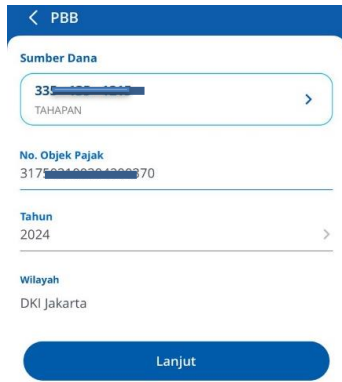 PBB
Sumber Dana
TAHAPAN
No. Objek Pajak
Tahun
2024
Wilayah
DKI Jakarta
Lanjut